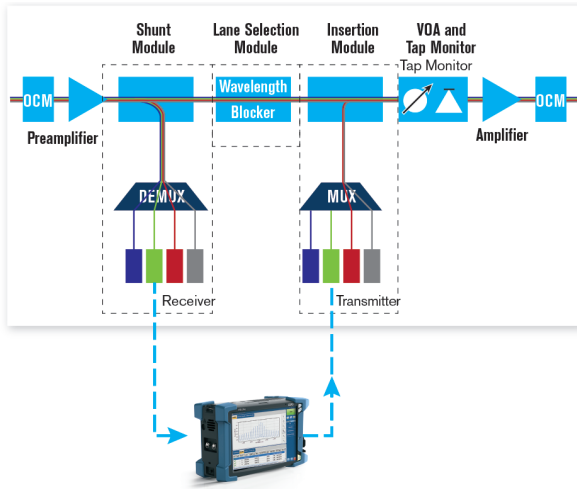 Shunt
Module
Lane Selection
Module
Insertion
Module
VOA and
Tap Monitor
Tap Monitor
OCM
Preamplifier
Wavelength
Blocker
Amplifier
OCM
DEMUX
MUX
Receiver
Transmitter